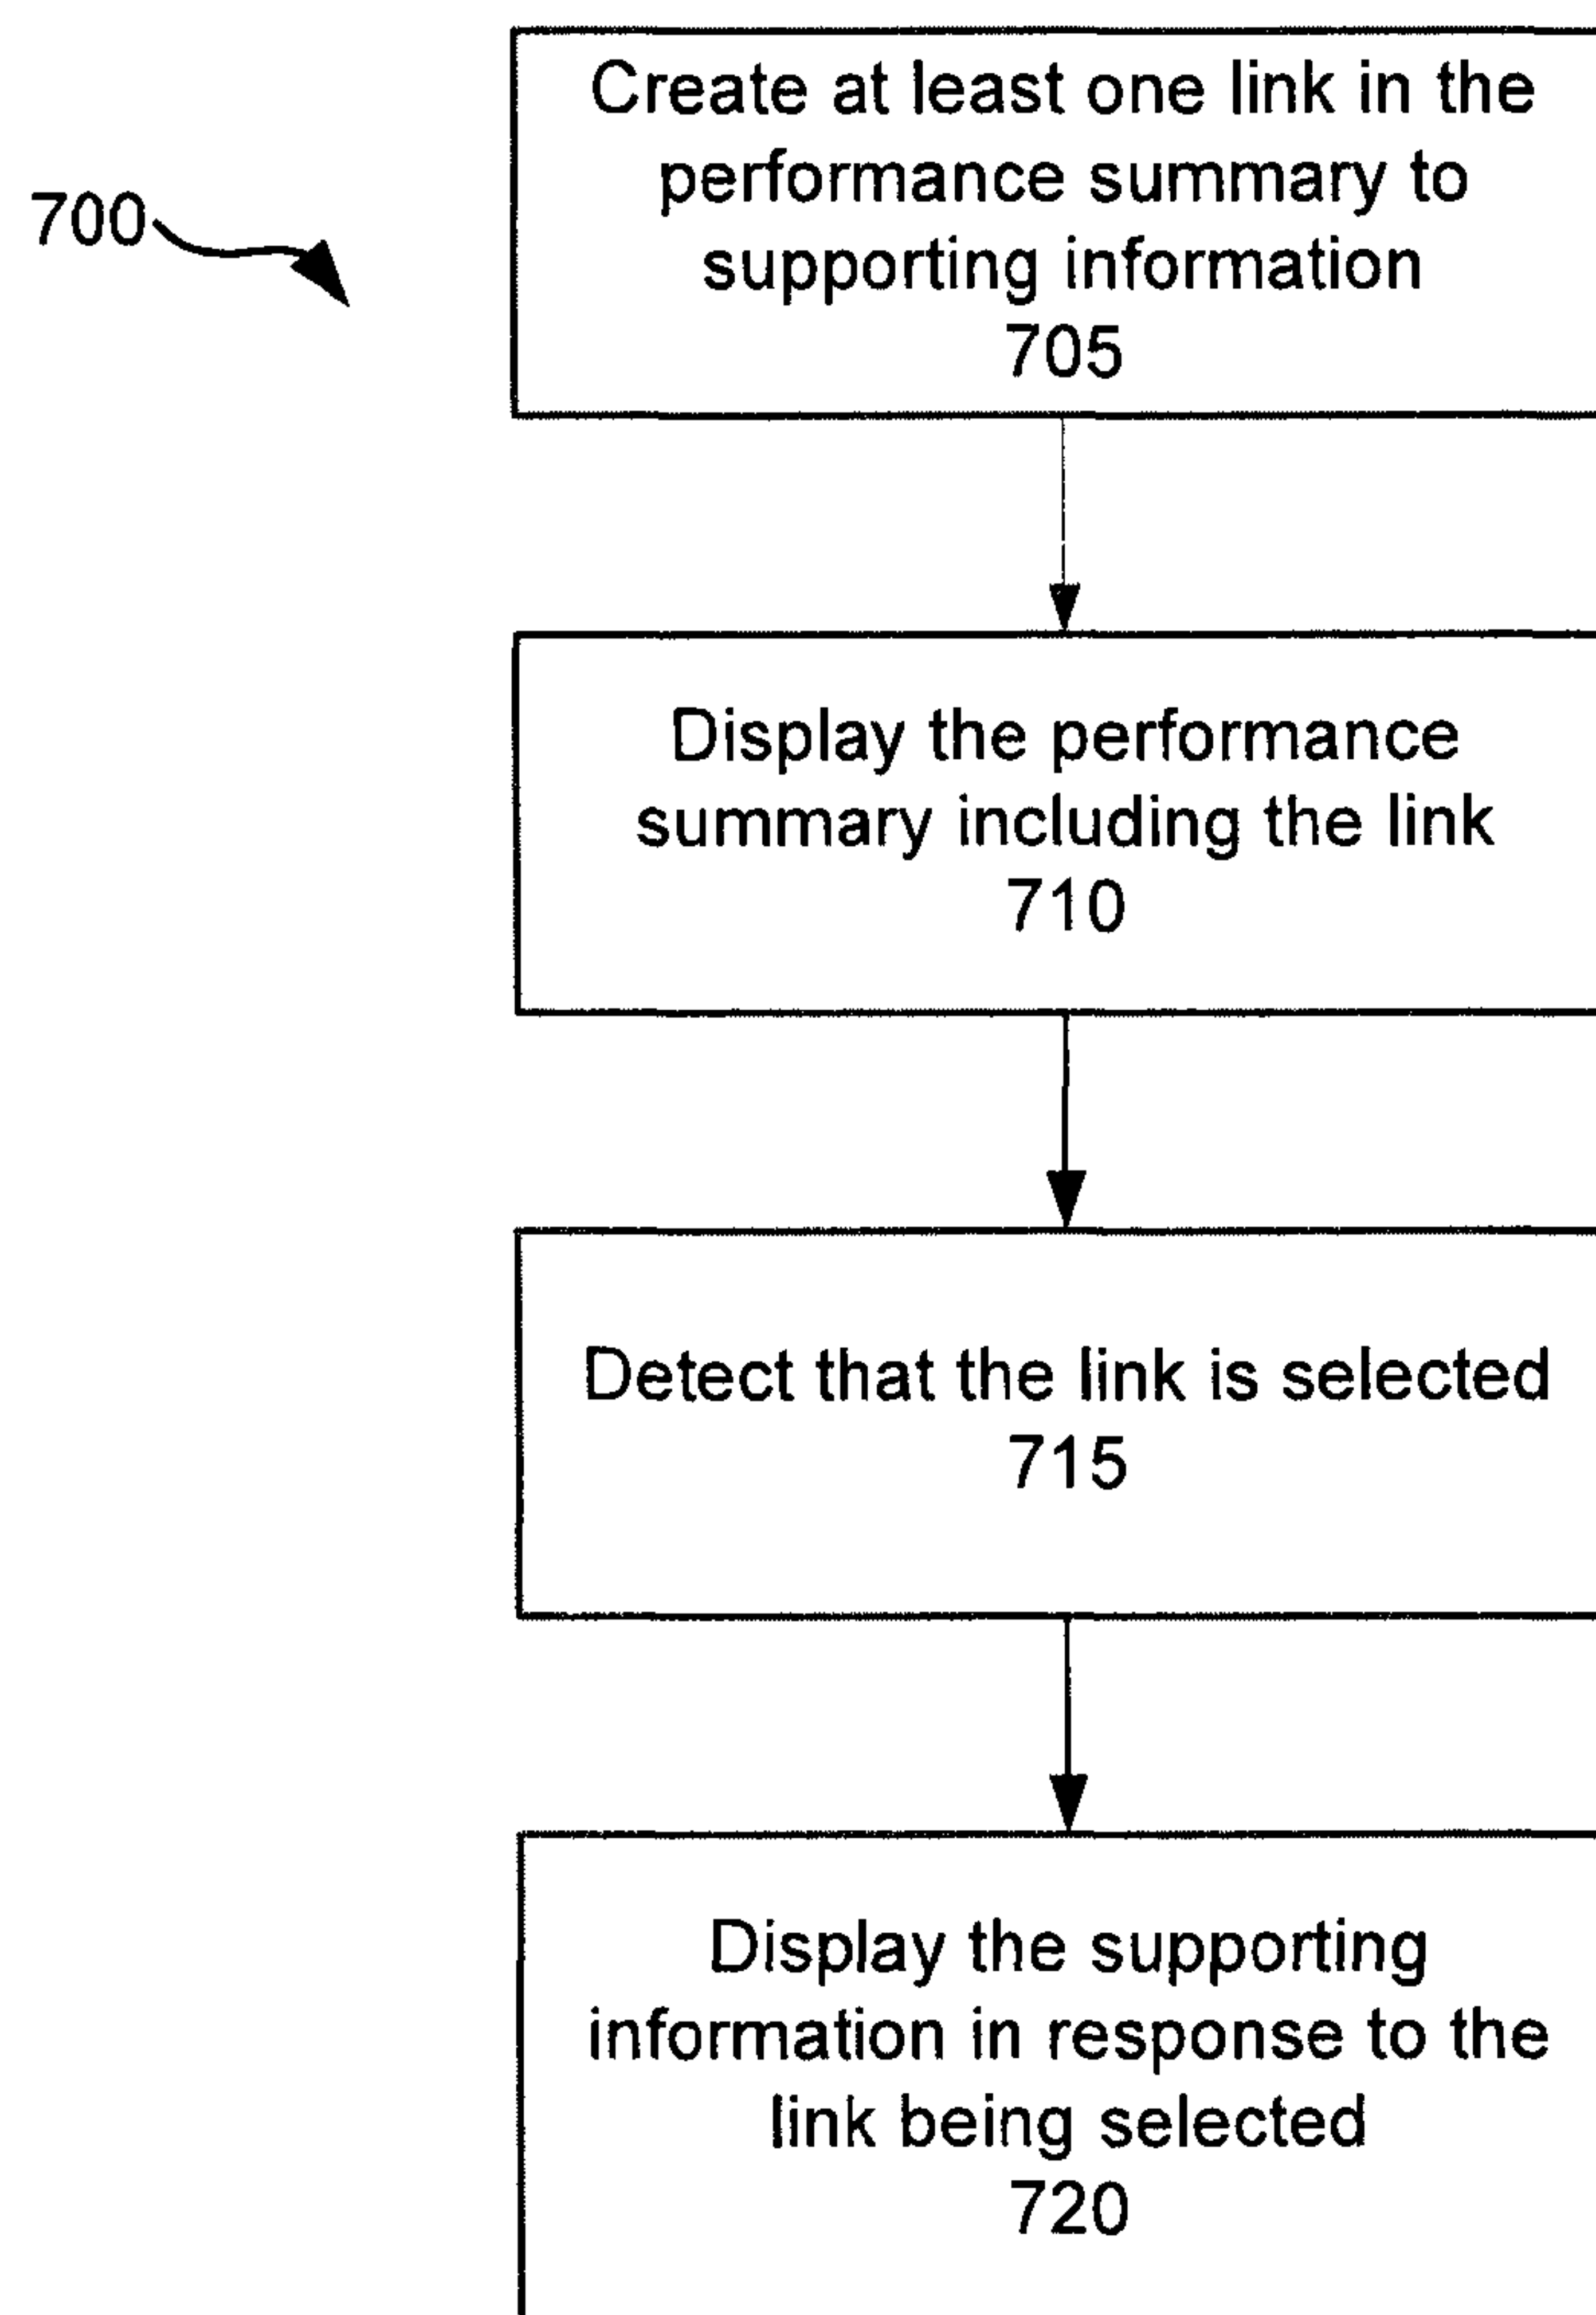 700
Create at least one link in the
performance summary to
supporting information
705
Display the performance
summary including the link
710
Detect that the link is selected
715
Display the supporting
information in response to the
link being selected
720